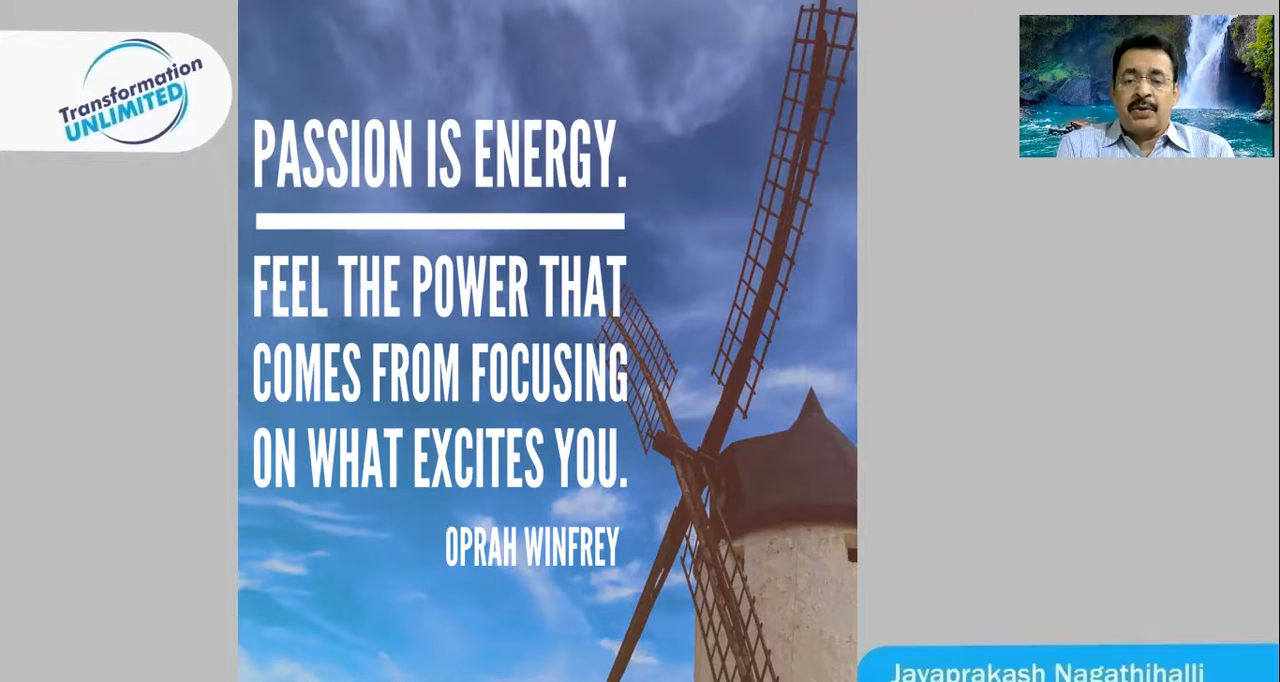 Transformation
UNLIMITED
PASSION IS ENERGY.
FEEL THE POWER THAT
COMES FROM FOCUSING
ON WHAT EXCITES YOU.
OPRAH WINFREY
Jayaprakash Nagathihalli